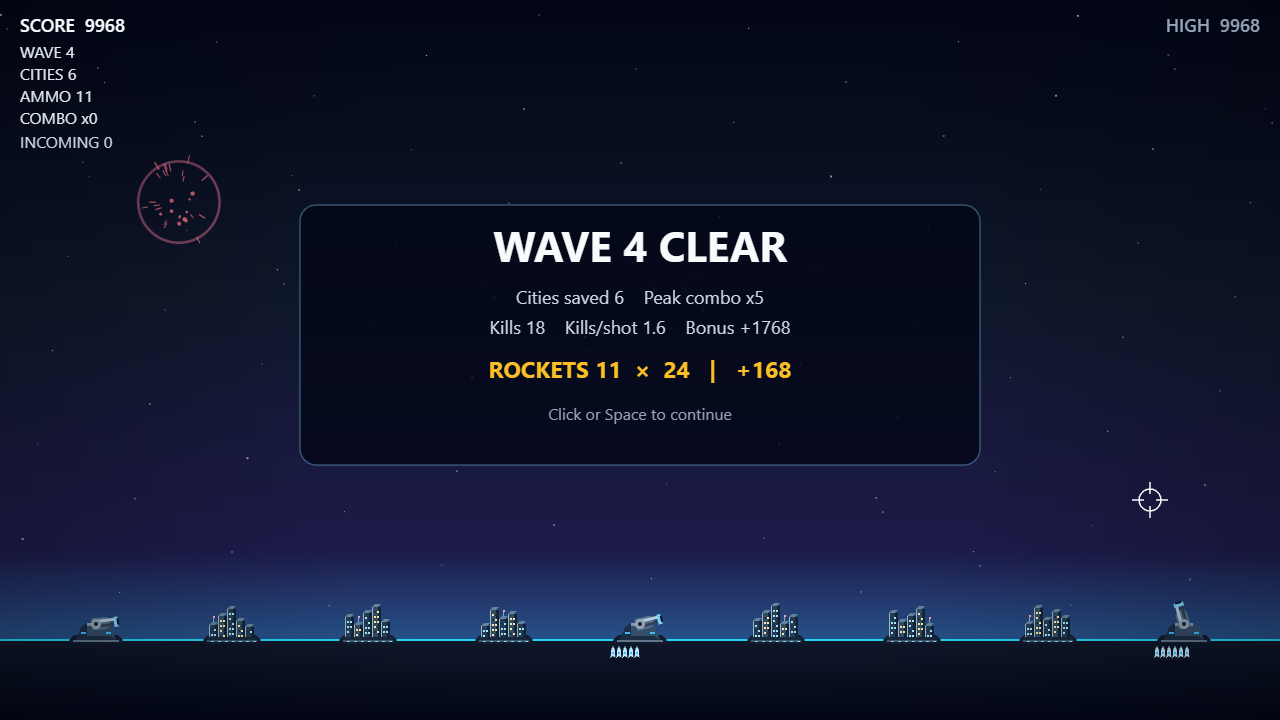 SCORE 9968
HIGH 9968
WAVE 4
CITIES 6
AMMO 11
COMBO x0
INCOMING 0
WAVE 4 CLEAR
Cities saved 6 Peak combo x5
Kills 18 Kills/shot 1.6 Bonus +1768
ROCKETS 11 × 24 | +168
Click or Space to continue